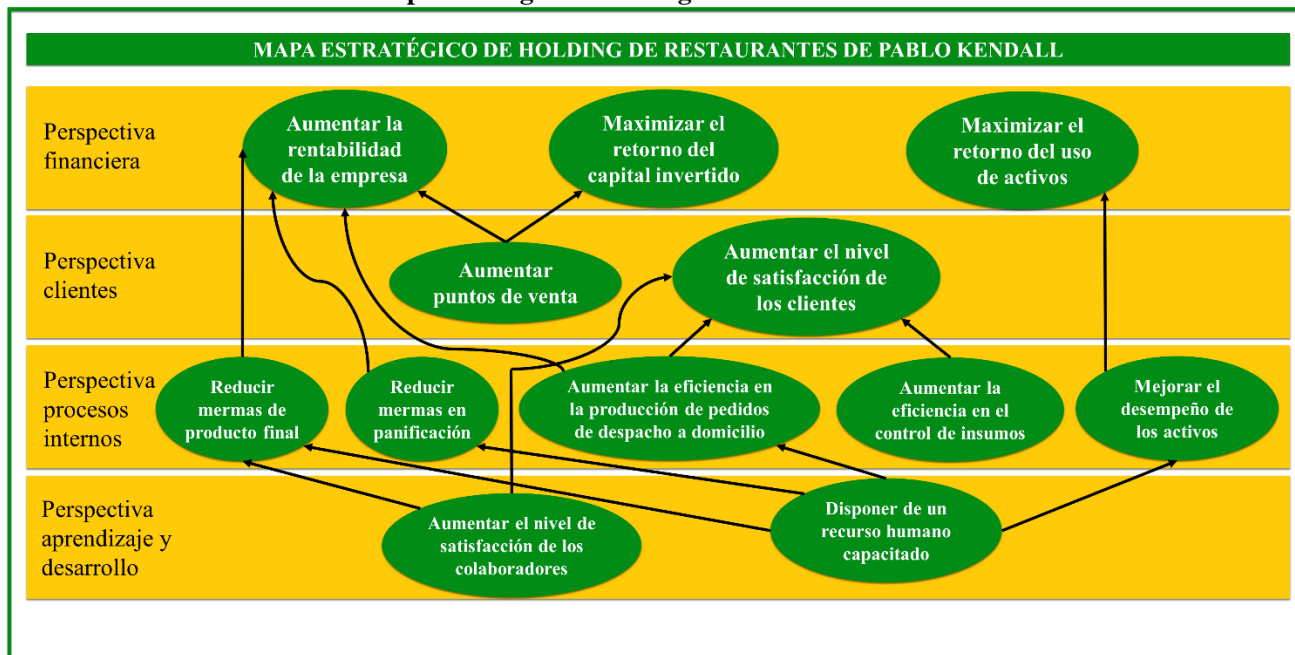 MAPA ESTRATÉGICO DE HOLDING DE RESTAURANTES DE PABLO KENDALL
Perspectiva
financiera
Aumentar la
rentabilidad
de la empresa
Maximizar el
retorno del
capital invertido
Maximizar el
retorno del uso
de activos
Perspectiva
clientes
Aumentar
puntos de venta
Aumentar el nivel
de satisfacción de
los clientes
Perspectiva
procesos
internos
Reducir
mermas de
producto final
Reducir
mermas en
panificación
Aumentar la eficiencia en
la producción de pedidos
de despacho a domicilio
Aumentar la
eficiencia en el
control de insumos
Mejorar el
desempeño de
los activos
Perspectiva
aprendizaje y
desarrollo
Aumentar el nivel de
satisfacción de los
colaboradores
Disponer de un
recurso humano
capacitado